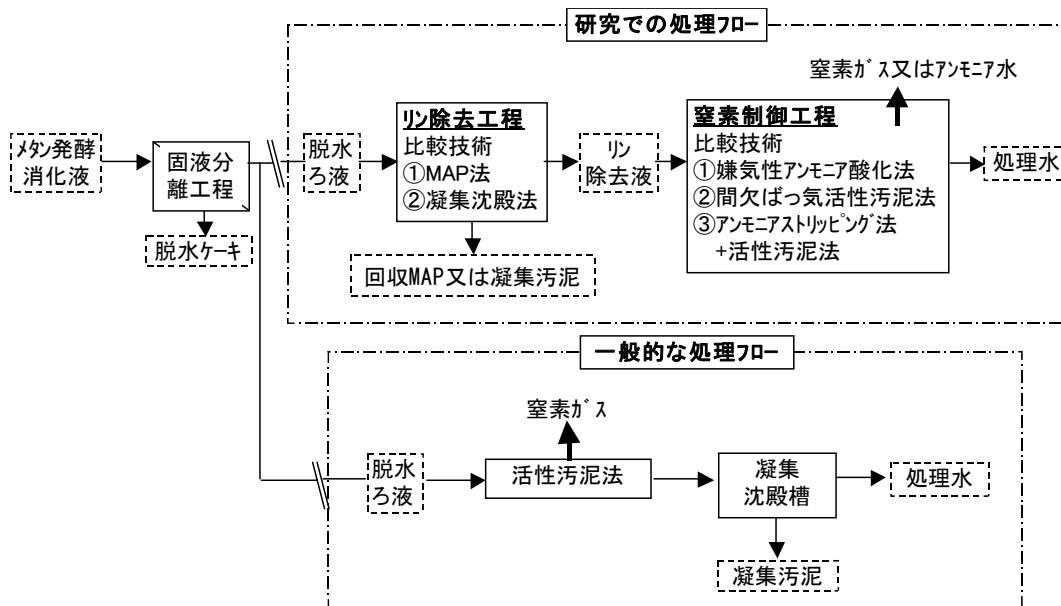 研究での処理フロー
窒素ガス又はアンモニア水
メタン発酵
消化液
固液分
離工程
脱水ケーキ
脱水
ろ液
リン除去工程
比較技術
①MAP法
②凝集沈殿法
回収MAP又は凝集汚泥
リン
除去液
窒素制御工程
比較技術
①嫌気性アンモニア酸化法
②間欠ばっ気活性汚泥法
③アンモニアストリッピング法
+活性汚泥法
処理水
一般的な処理フロー
窒素ガス
脱水
ろ液
活性汚泥法
凝集
沈殿槽
処理水
凝集汚泥